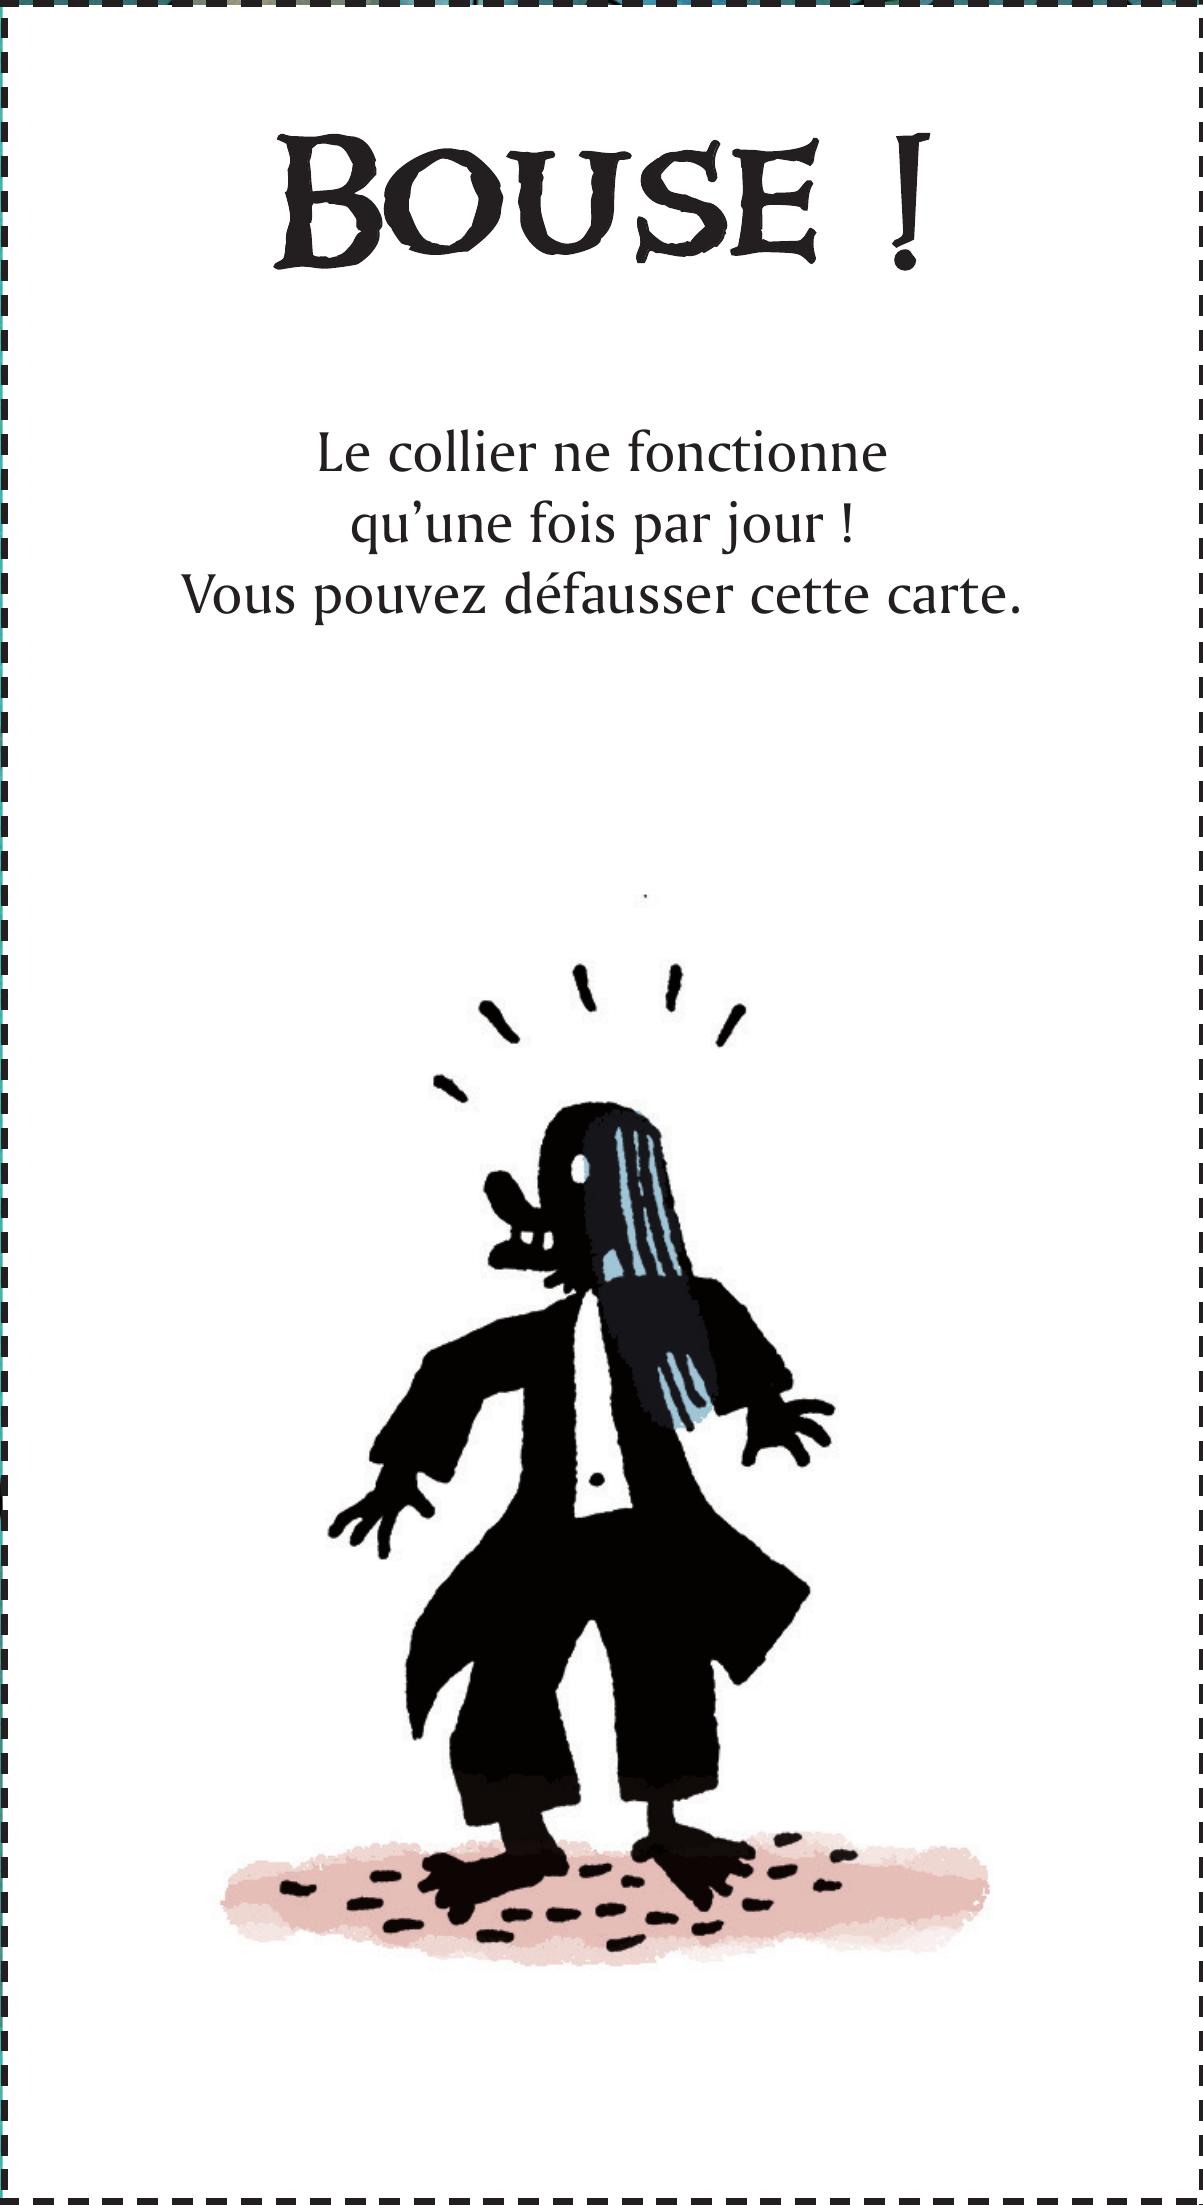 BOUSE !
Le collier ne fonctionne
qu’une fois par jour !
Vous pouvez défausser cette carte.